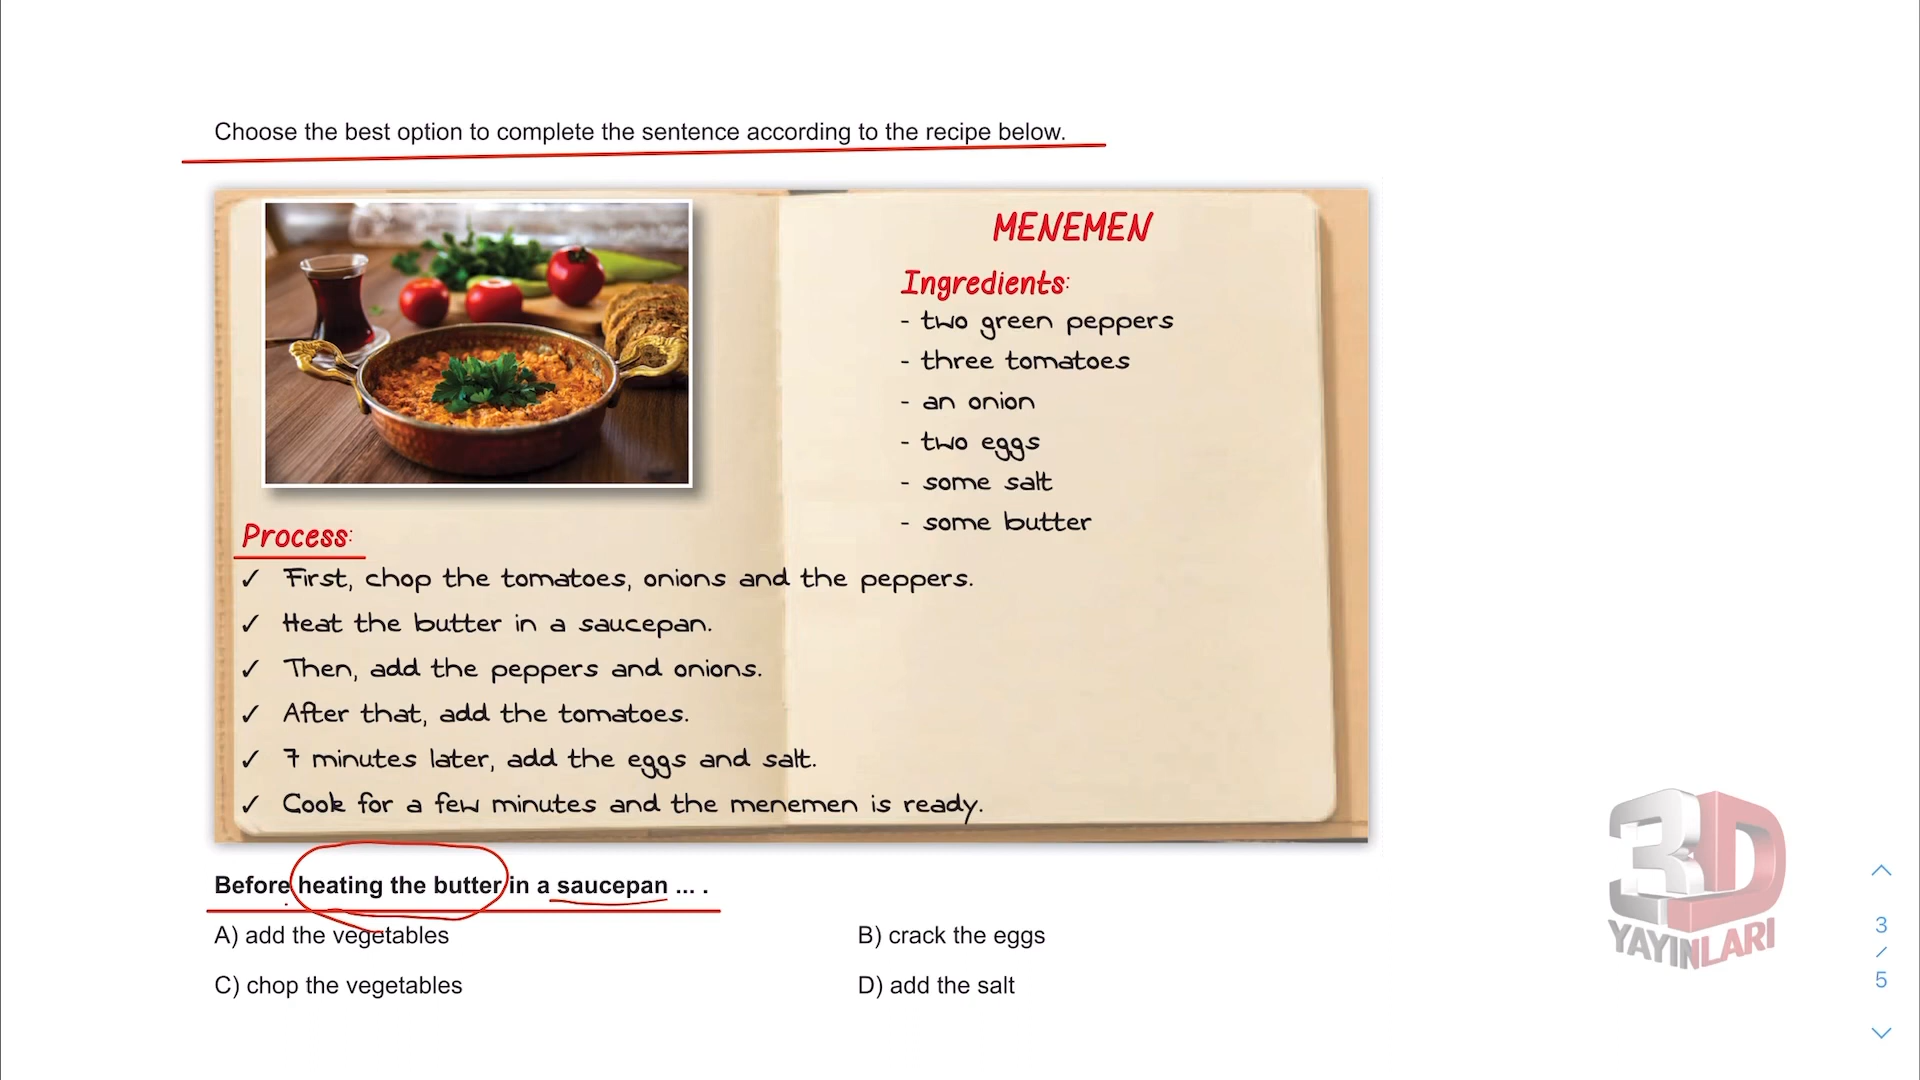 Choose the best option to complete the sentence according to the recipe below.
MENEMEN
Ingredients:
- two green peppers
- three tomatoes
- an onion
- two eggs
- some salt
- some butter
Process:
✓ First, chop the tomatoes, onions and the peppers.
✓ Heat the butter in a saucepan.
✓ Then, add the peppers and onions.
✓ After that, add the tomatoes.
✓ 7 minutes later, add the eggs and salt.
✓ Cook for a few minutes and the menemen is ready.
Before heating the butter in a saucepan ... .
A) add the vegetables
B) crack the eggs
C) chop the vegetables
D) add the salt
3D
YAYINLARI
3
/
5